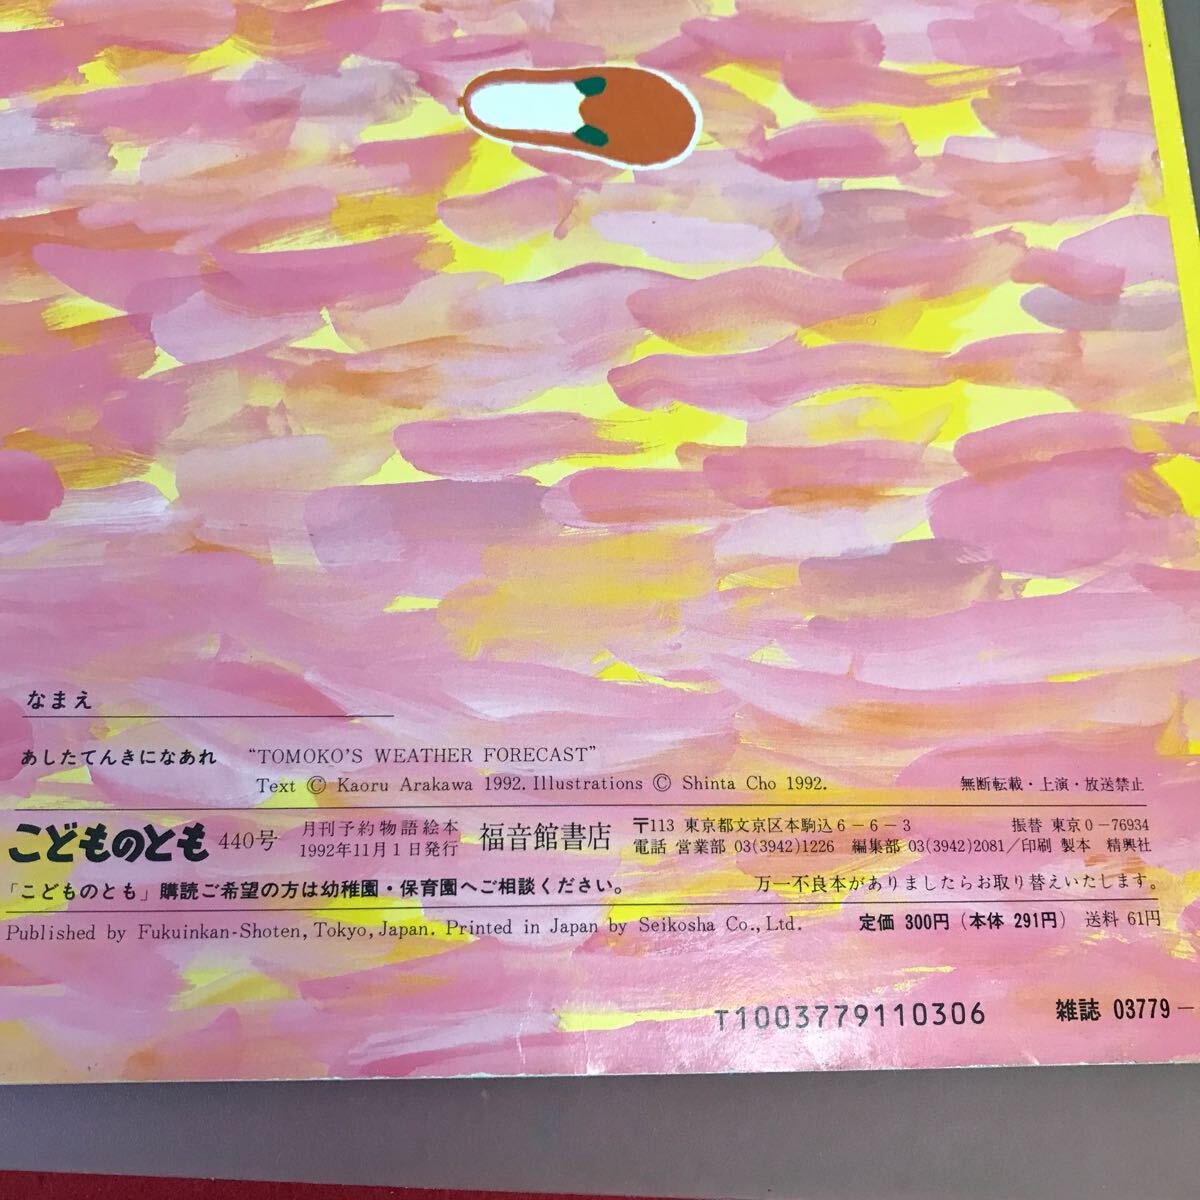 なまえ
あしたてんきになあれ “TOMOKO'S WEATHER FORECAST”
Text © Kaoru Arakawa 1992. Illustrations © Shinta Cho 1992. 無断転載・上演・放送禁止
こどものとも 440号 月刊予約物語絵本 福音館書店 〒113 東京都文京区本駒込6-6-3 振替 東京0-76934
1992年11月1日発行 電話 営業部 03(3942)1226 編集部 03(3942)2081/印刷 製本 精興社
「こどものとも」購読ご希望の方は幼稚園・保育園へご相談ください。 万一不良本がありましたらお取り替えいたします。
Published by Fukuinkan-Shoten, Tokyo, Japan. Printed in Japan by Seikosha Co., Ltd. 定価 300円(本体 291円) 送料 61円
T1003779110306 雑誌 03779-